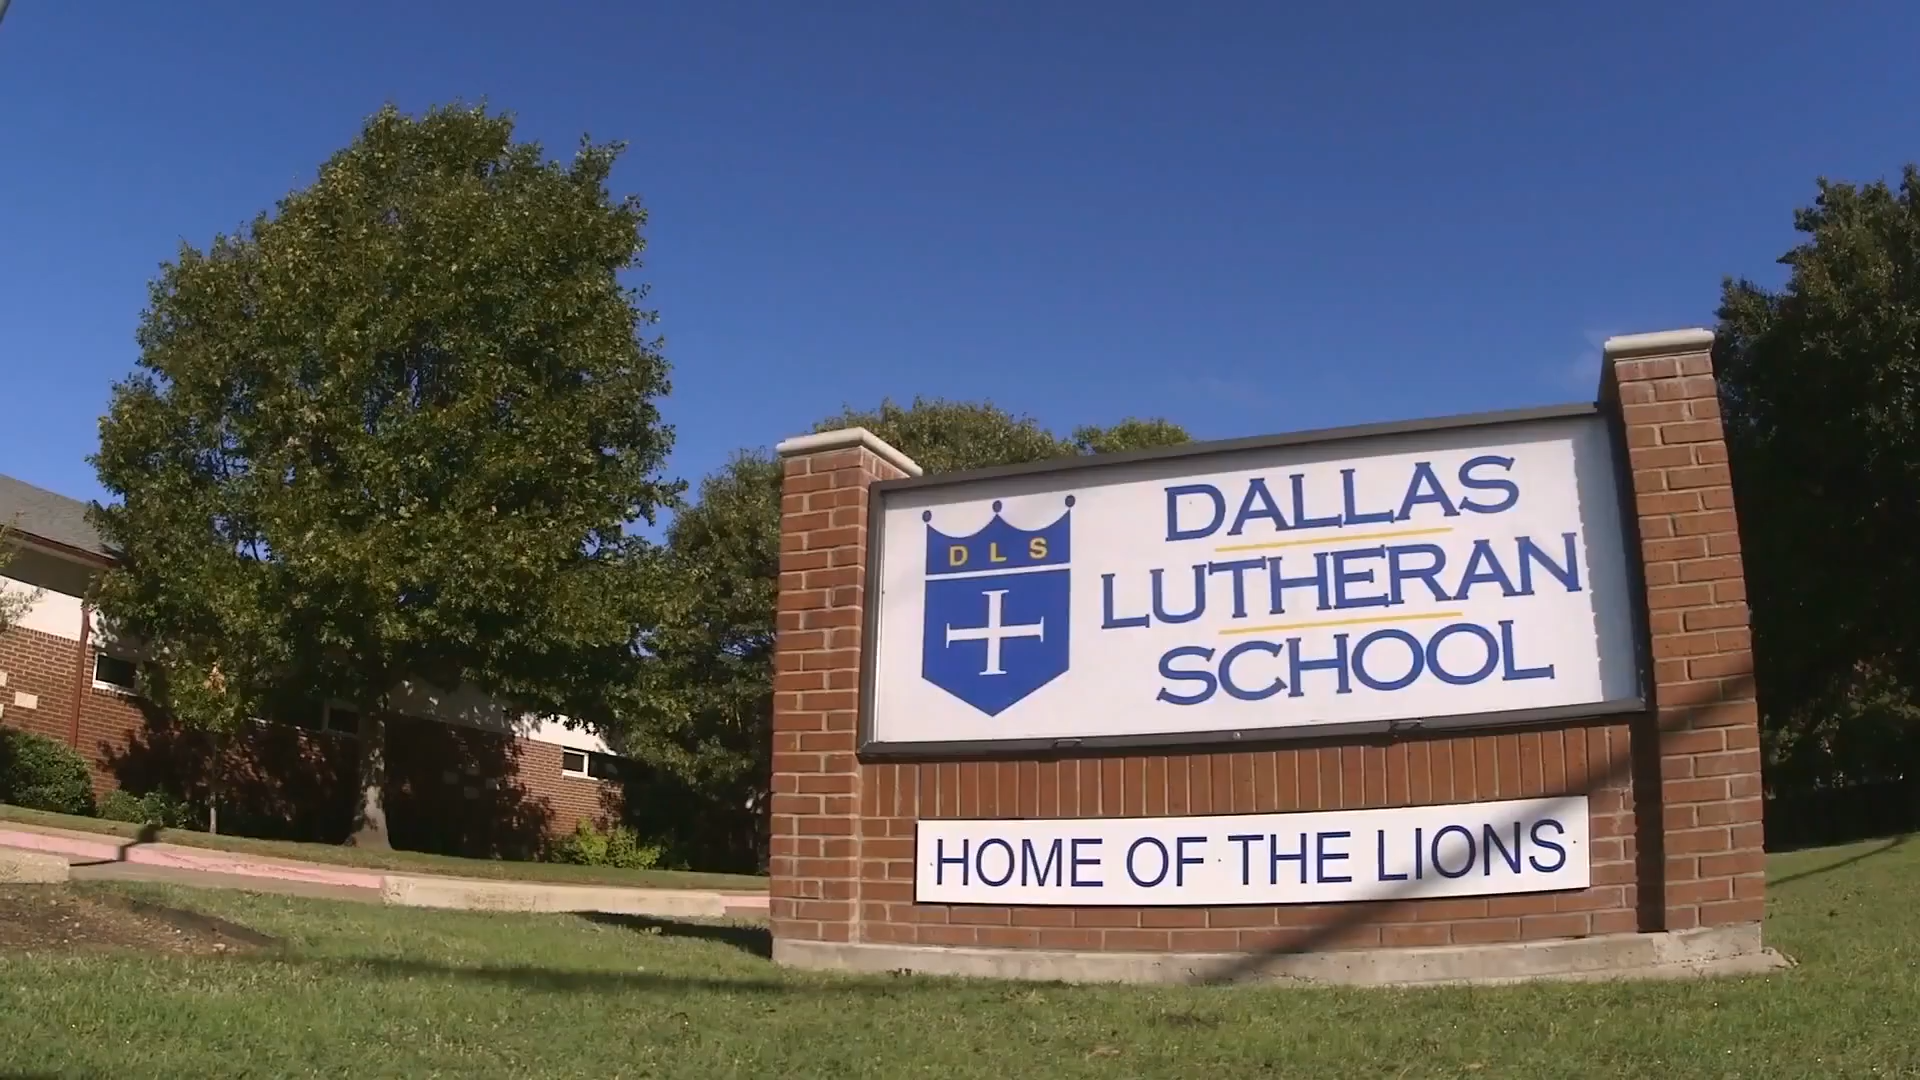 DLS
DALLAS
LUTHERAN
SCHOOL
HOME OF THE LIONS